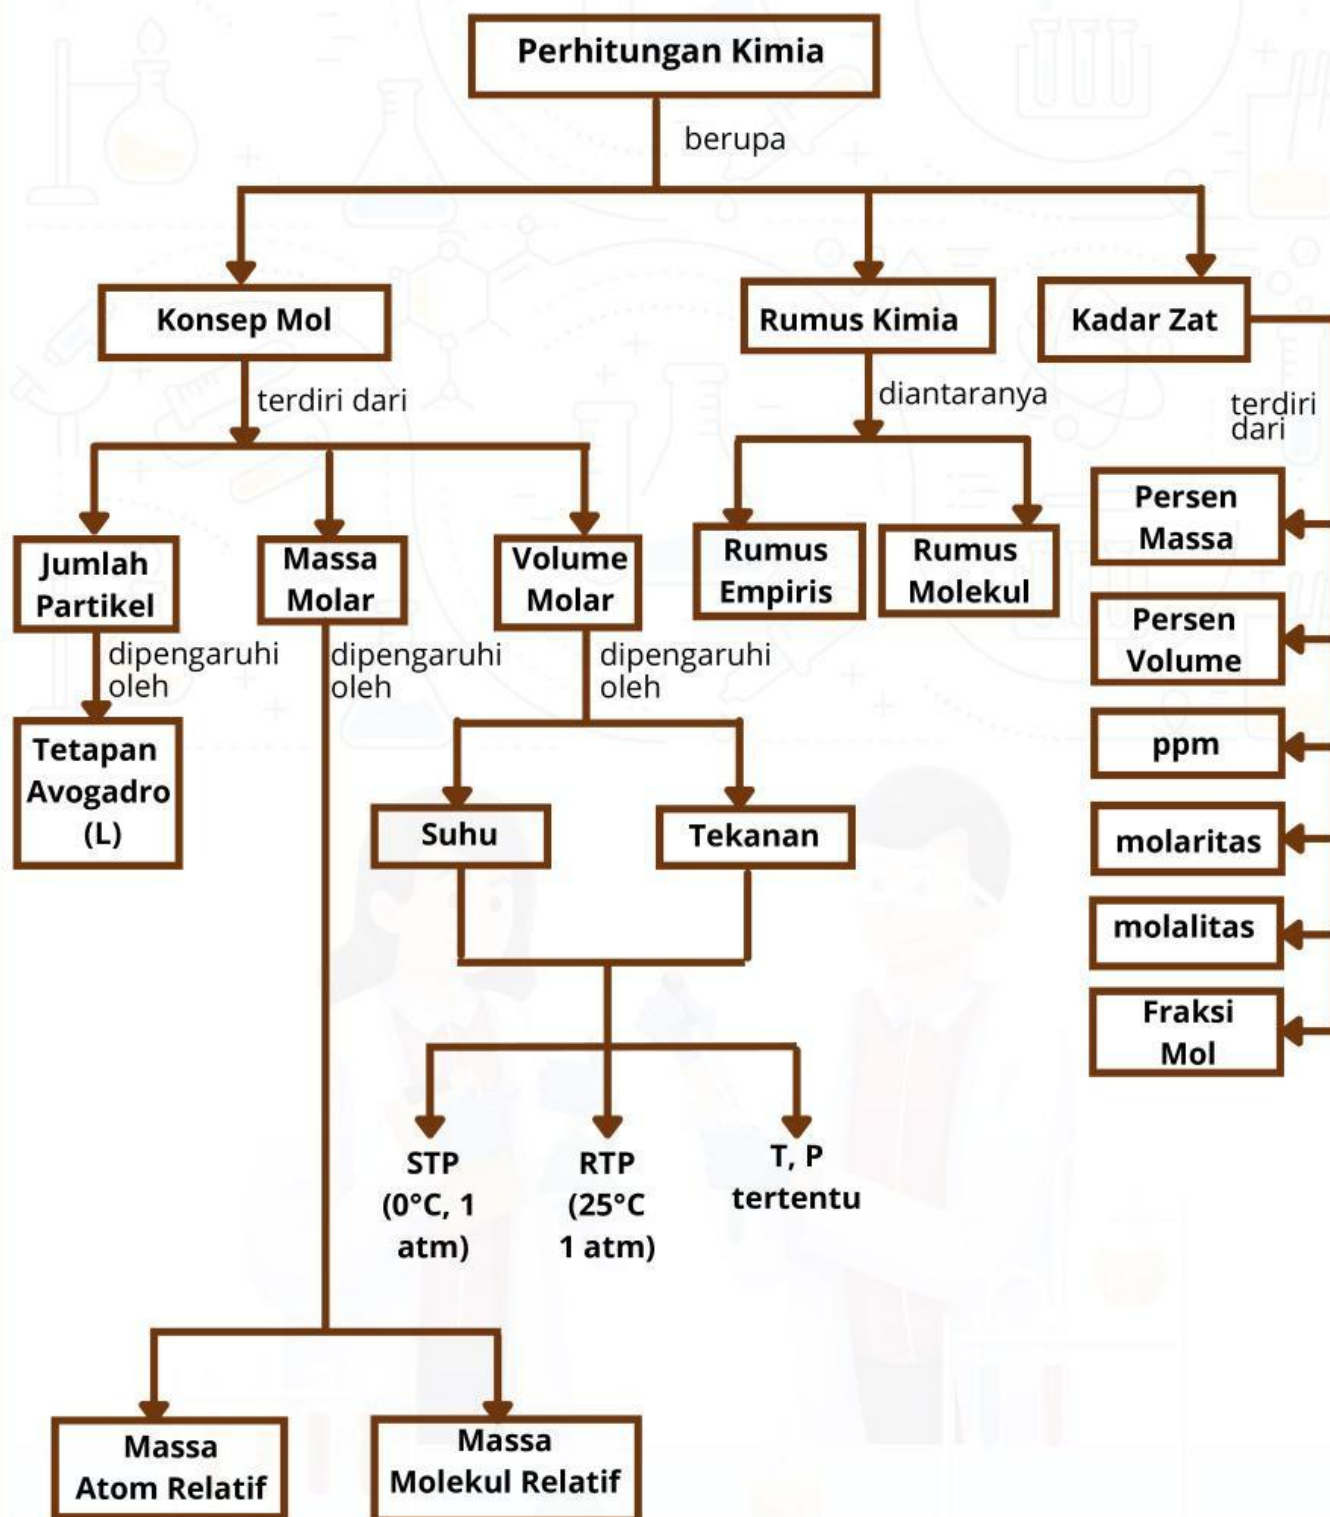 Perhitungan Kimia
berupa
Konsep Mol
Rumus Kimia
Kadar Zat
terdiri dari
diantaranya
terdiri
dari
Jumlah
Partikel
Massa
Molar
Volume
Molar
Rumus
Empiris
Rumus
Molekul
Persen
Massa
Persen
Volume
ppm
molaritas
molalitas
Fraksi
Mol
dipengaruhi
oleh
dipengaruhi
oleh
dipengaruhi
oleh
Tetapan
Avogadro
(L)
Suhu
Tekanan
STP
(0°C, 1
atm)
RTP
(25°C
1 atm)
T, P
tertentu
Massa
Atom Relatif
Massa
Molekul Relatif